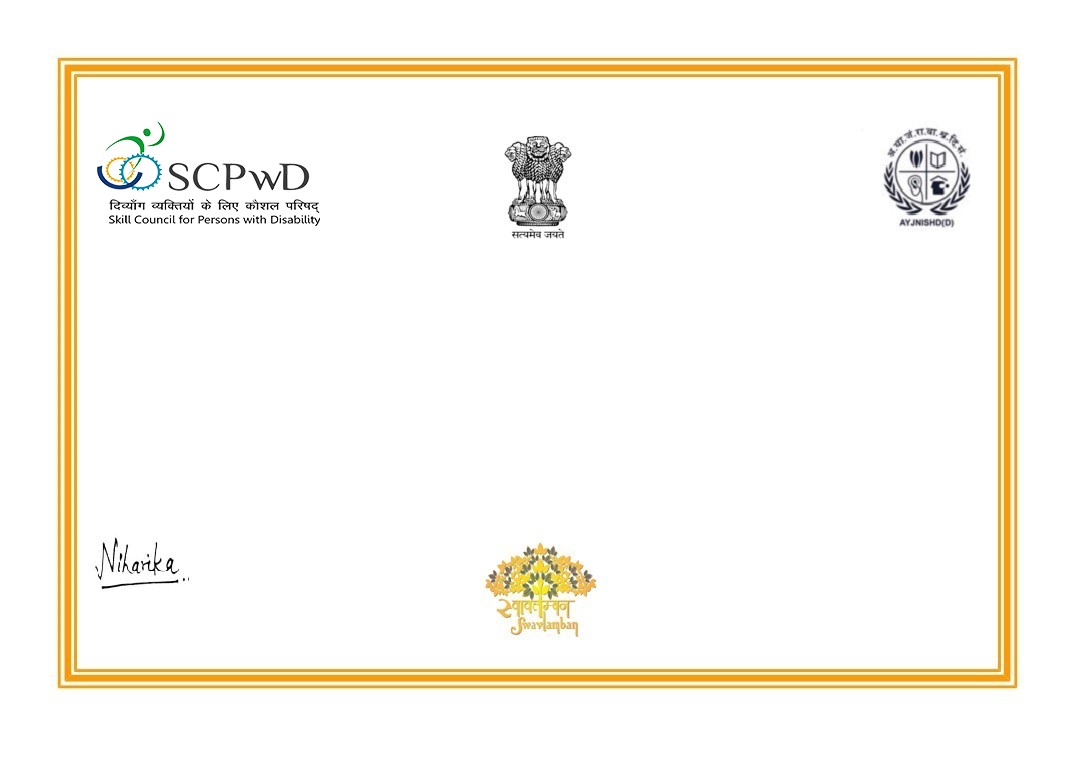 SCPwD
दिव्याँग व्यक्तियों के लिए कौशल परिषद्
Skill Council for Persons with Disability
सत्यमेव जयते
अ.या.जं.रा.वा.श्र.दि.सं.
AYJNISHD(D)
Niharika
स्वावलम्बन
Swavlamban